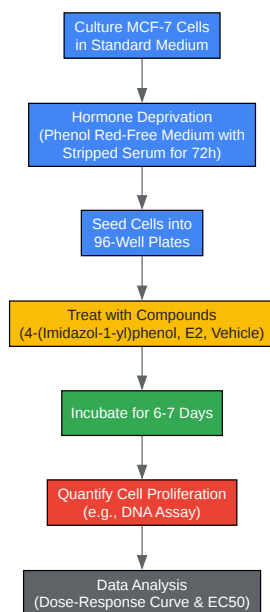 Culture MCF-7 Cells
in Standard Medium
Hormone Deprivation
(Phenol Red-Free Medium with
Stripped Serum for 72h)
Seed Cells into
96-Well Plates
Treat with Compounds
(4-(Imidazol-1-yl)phenol, E2, Vehicle)
Incubate for 6-7 Days
Quantify Cell Proliferation
(e.g., DNA Assay)
Data Analysis
(Dose-Response Curve & EC50)